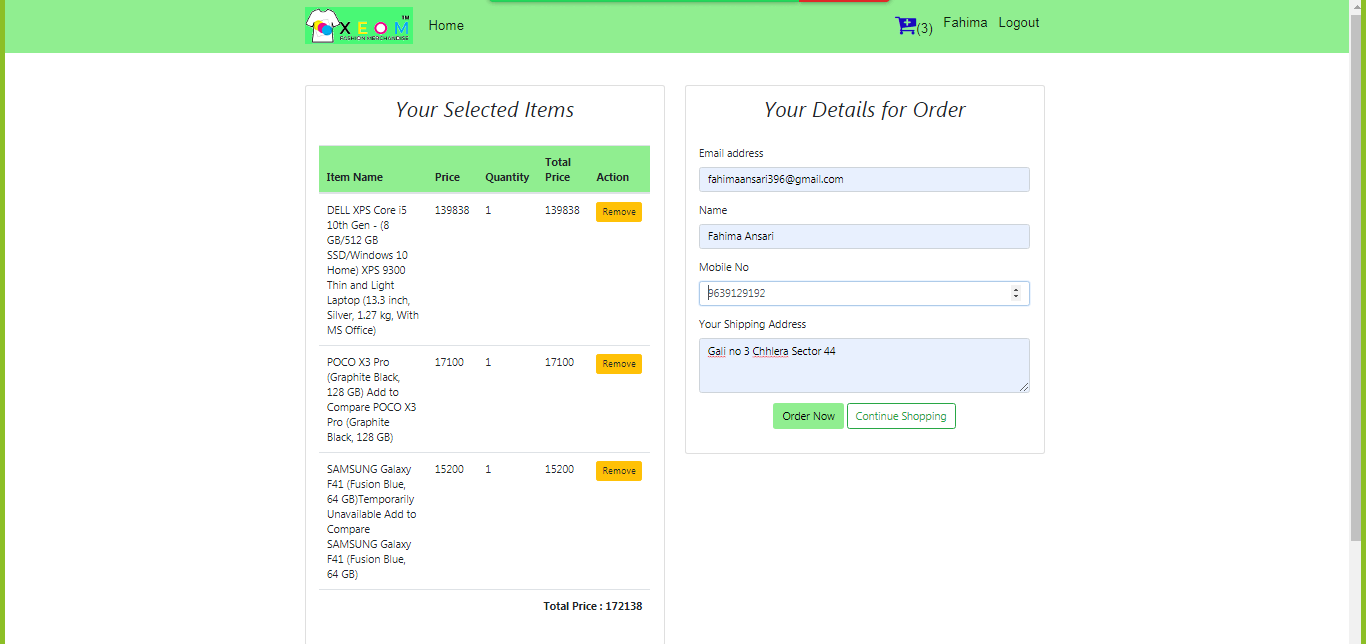 XEOM TM
FASHION MERCHANDISE
Home
(3)
Fahima
Logout
Your Selected Items
Item Name Price Quantity Total Price Action
DELL XPS Core i5 139838 1 139838 Remove
10th Gen - (8
GB/512 GB
SSD/Windows 10
Home) XPS 9300
Thin and Light
Laptop (13.3 inch,
Silver, 1.27 kg, With
MS Office)
POCO X3 Pro 17100 1 17100 Remove
(Graphite Black,
128 GB) Add to
Compare POCO X3
Pro (Graphite
Black, 128 GB)
SAMSUNG Galaxy 15200 1 15200 Remove
F41 (Fusion Blue,
64 GB)Temporarily
Unavailable Add to
Compare
SAMSUNG Galaxy
F41 (Fusion Blue,
64 GB)
Total Price : 172138
Your Details for Order
Email address
fahimaansari396@gmail.com
Name
Fahima Ansari
Mobile No
9639129192
Your Shipping Address
Gali no 3 Chhlera Sector 44
Order Now
Continue Shopping